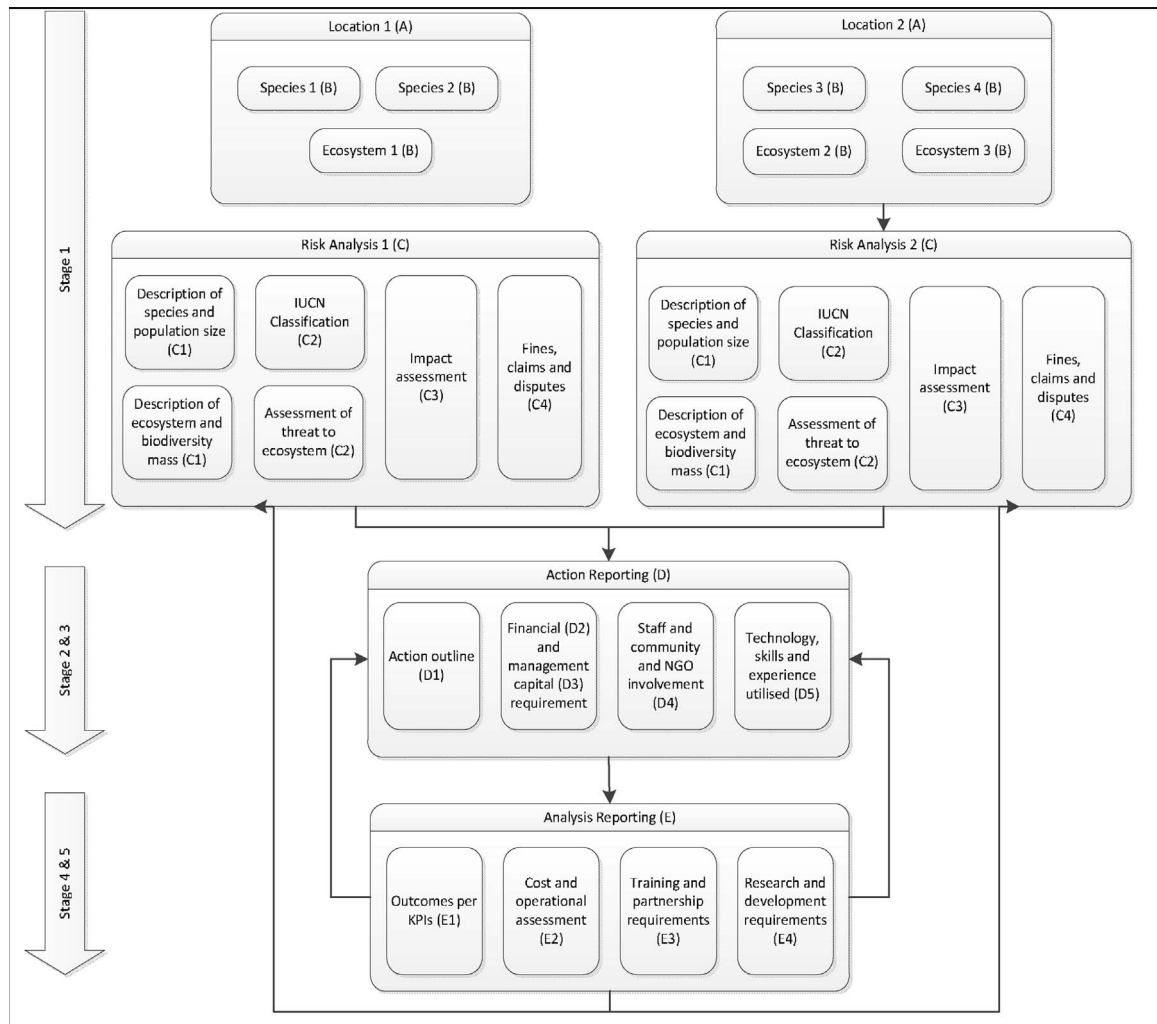 Location 1 (A)
Species 1 (B)
Species 2 (B)
Ecosystem 1 (B)
Location 2 (A)
Species 3 (B)
Species 4 (B)
Ecosystem 2 (B)
Ecosystem 3 (B)
Stage 1
Risk Analysis 1 (C)
Description of
species and
population size
(C1)
IUCN
Classification
(C2)
Description of
ecosystem and
biodiversity
mass (C1)
Assessment of
threat to
ecosystem (C2)
Impact
assessment
(C3)
Fines,
claims and
disputes
(C4)
Risk Analysis 2 (C)
Description of
species and
population size
(C1)
IUCN
Classification
(C2)
Description of
ecosystem and
biodiversity
mass (C1)
Assessment of
threat to
ecosystem (C2)
Impact
assessment
(C3)
Fines,
claims and
disputes
(C4)
Stage 2 & 3
Action Reporting (D)
Action outline
(D1)
Financial (D2)
and
management
capital (D3)
requirement
Staff and
community
and NGO
involvement
(D4)
Technology,
skills and
experience
utilised (D5)
Stage 4 & 5
Analysis Reporting (E)
Outcomes per
KPIs (E1)
Cost and
operational
assessment
(E2)
Training and
partnership
requirements
(E3)
Research and
development
requirements
(E4)